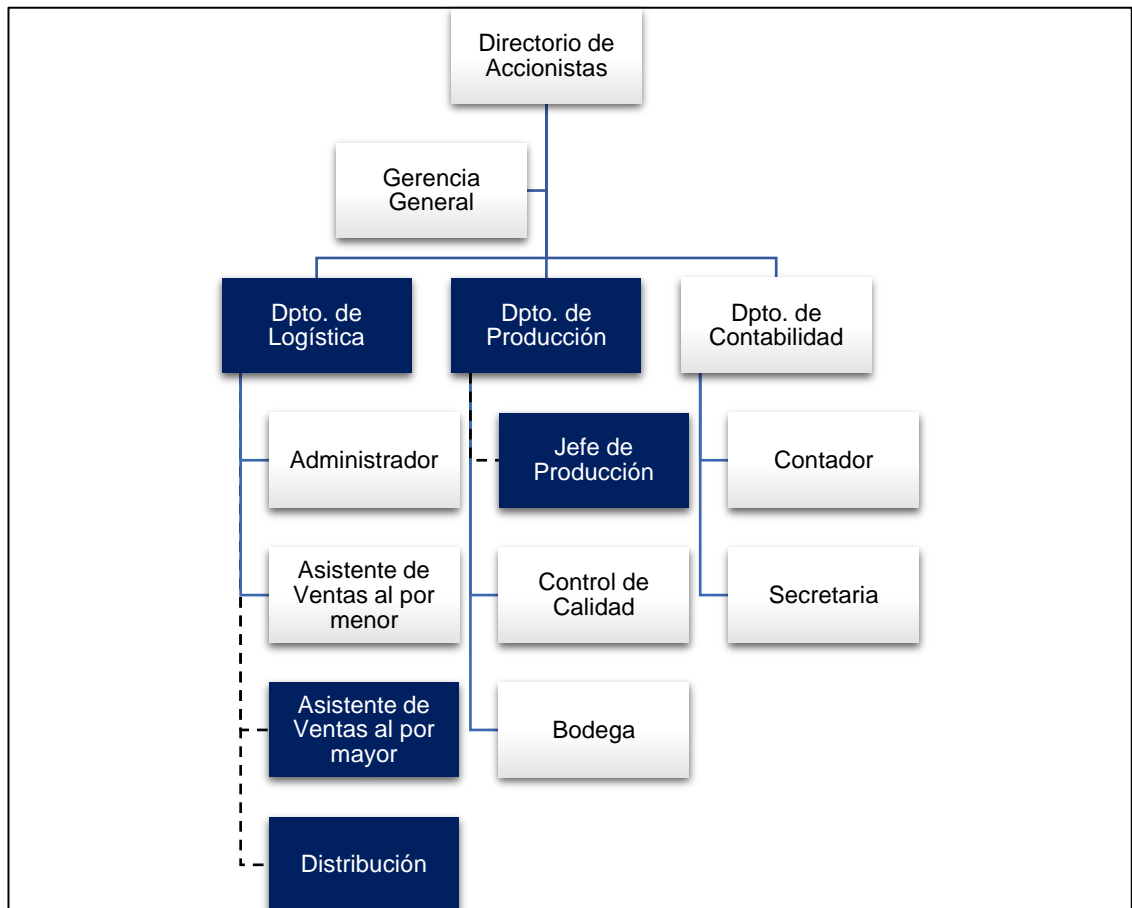 Directorio de
Accionistas
Gerencia
General
Dpto. de
Logística
Dpto. de
Producción
Dpto. de
Contabilidad
Administrador
Jefe de
Producción
Contador
Asistente de
Ventas al por
menor
Control de
Calidad
Secretaria
Asistente de
Ventas al por
mayor
Bodega
Distribución